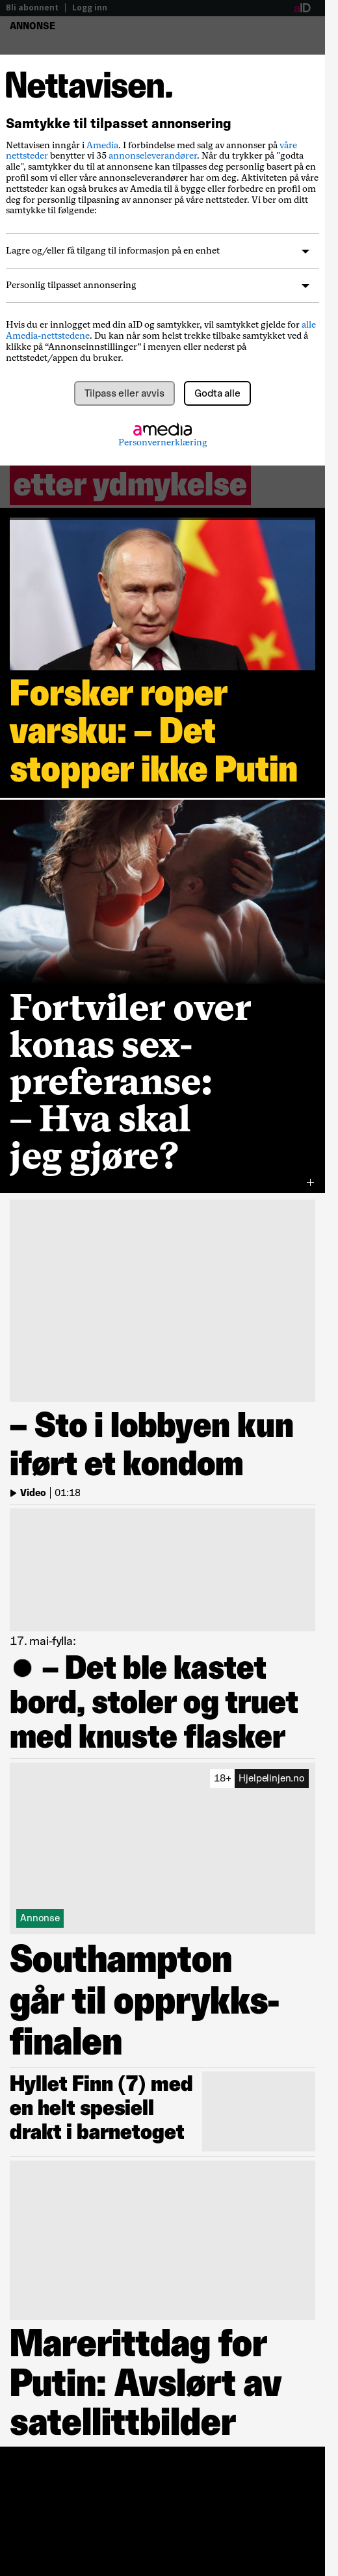 Bli abonnent | Logg inn aID
ANNONSE
Nettavisen.
Samtykke til tilpasset annonsering
Nettavisen inngår i Amedia. I forbindelse med salg av annonser på våre
nettsteder benytter vi 35 annonseleverandører. Når du trykker på "godta
alle", samtykker du til at annonsene kan tilpasses deg personlig basert på en
profil som vi eller våre annonseleverandører har om deg. Aktiviteten på våre
nettsteder kan også brukes av Amedia til å bygge eller forbedre en profil om
deg for personlig tilpasning av annonser på våre nettsteder. Vi ber om ditt
samtykke til følgende:
Lagre og/eller få tilgang til informasjon på en enhet
Personlig tilpasset annonsering
Hvis du er innlogget med din aID og samtykker, vil samtykket gjelde for alle
Amedia-nettstedene. Du kan når som helst trekke tilbake samtykket ved å
klikke på “Annonseinnstillinger” i menyen eller nederst på
nettstedet/appen du bruker.
Tilpass eller avvis Godta alle
amedia
Personvernerklæring
etter ydmykelse
Forsker roper
varsku: – Det
stopper ikke Putin
Fortviler over
konas sex-
preferanse:
– Hva skal
jeg gjøre?
– Sto i lobbyen kun
iført et kondom
Video | 01:18
17. mai-fylla:
● – Det ble kastet
bord, stoler og truet
med knuste flasker
18+ Hjelpelinjen.no
Annonse
Southampton
går til opprykks-
finalen
Hyllet Finn (7) med
en helt spesiell
drakt i barnetoget
Marerittdag for
Putin: Avslørt av
satellittbilder